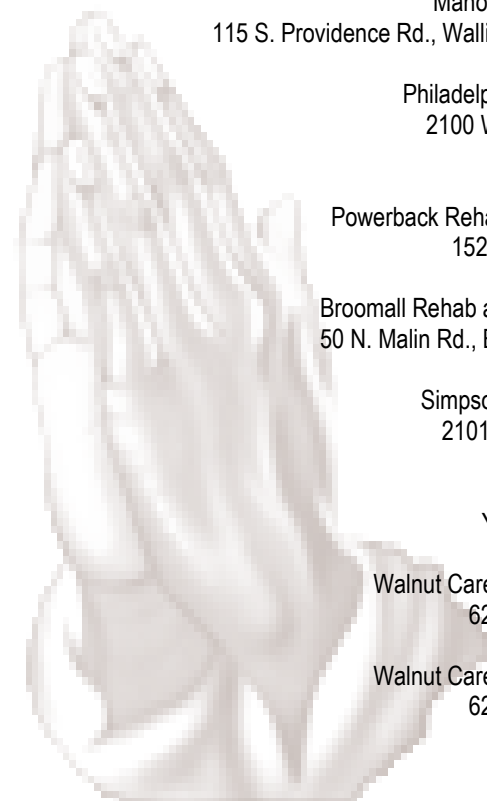 115 S. Providence Rd., Walli
Philadelp
2100 W
Powerback Reha
152
Broomall Rehab a
50 N. Malin Rd., E
Simpso
2101
Walnut Care
62
Walnut Care
62